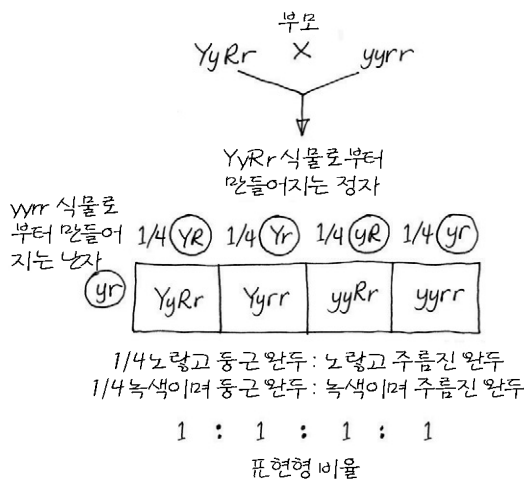 부모
YyRr X yyrr
YyRr 식물로부터
만들어지는 정자
yyrr 식물로
부터 만들어
지는 난자
1/4 YR 1/4 Yr 1/4 yR 1/4 yr
yr YyRr Yyrr yyRr yyrr
1/4 노랗고 둥근 완두 : 노랗고 주름진 완두
1/4 녹색이며 둥근 완두 : 녹색이며 주름진 완두
1 : 1 : 1 : 1
표현형 비율